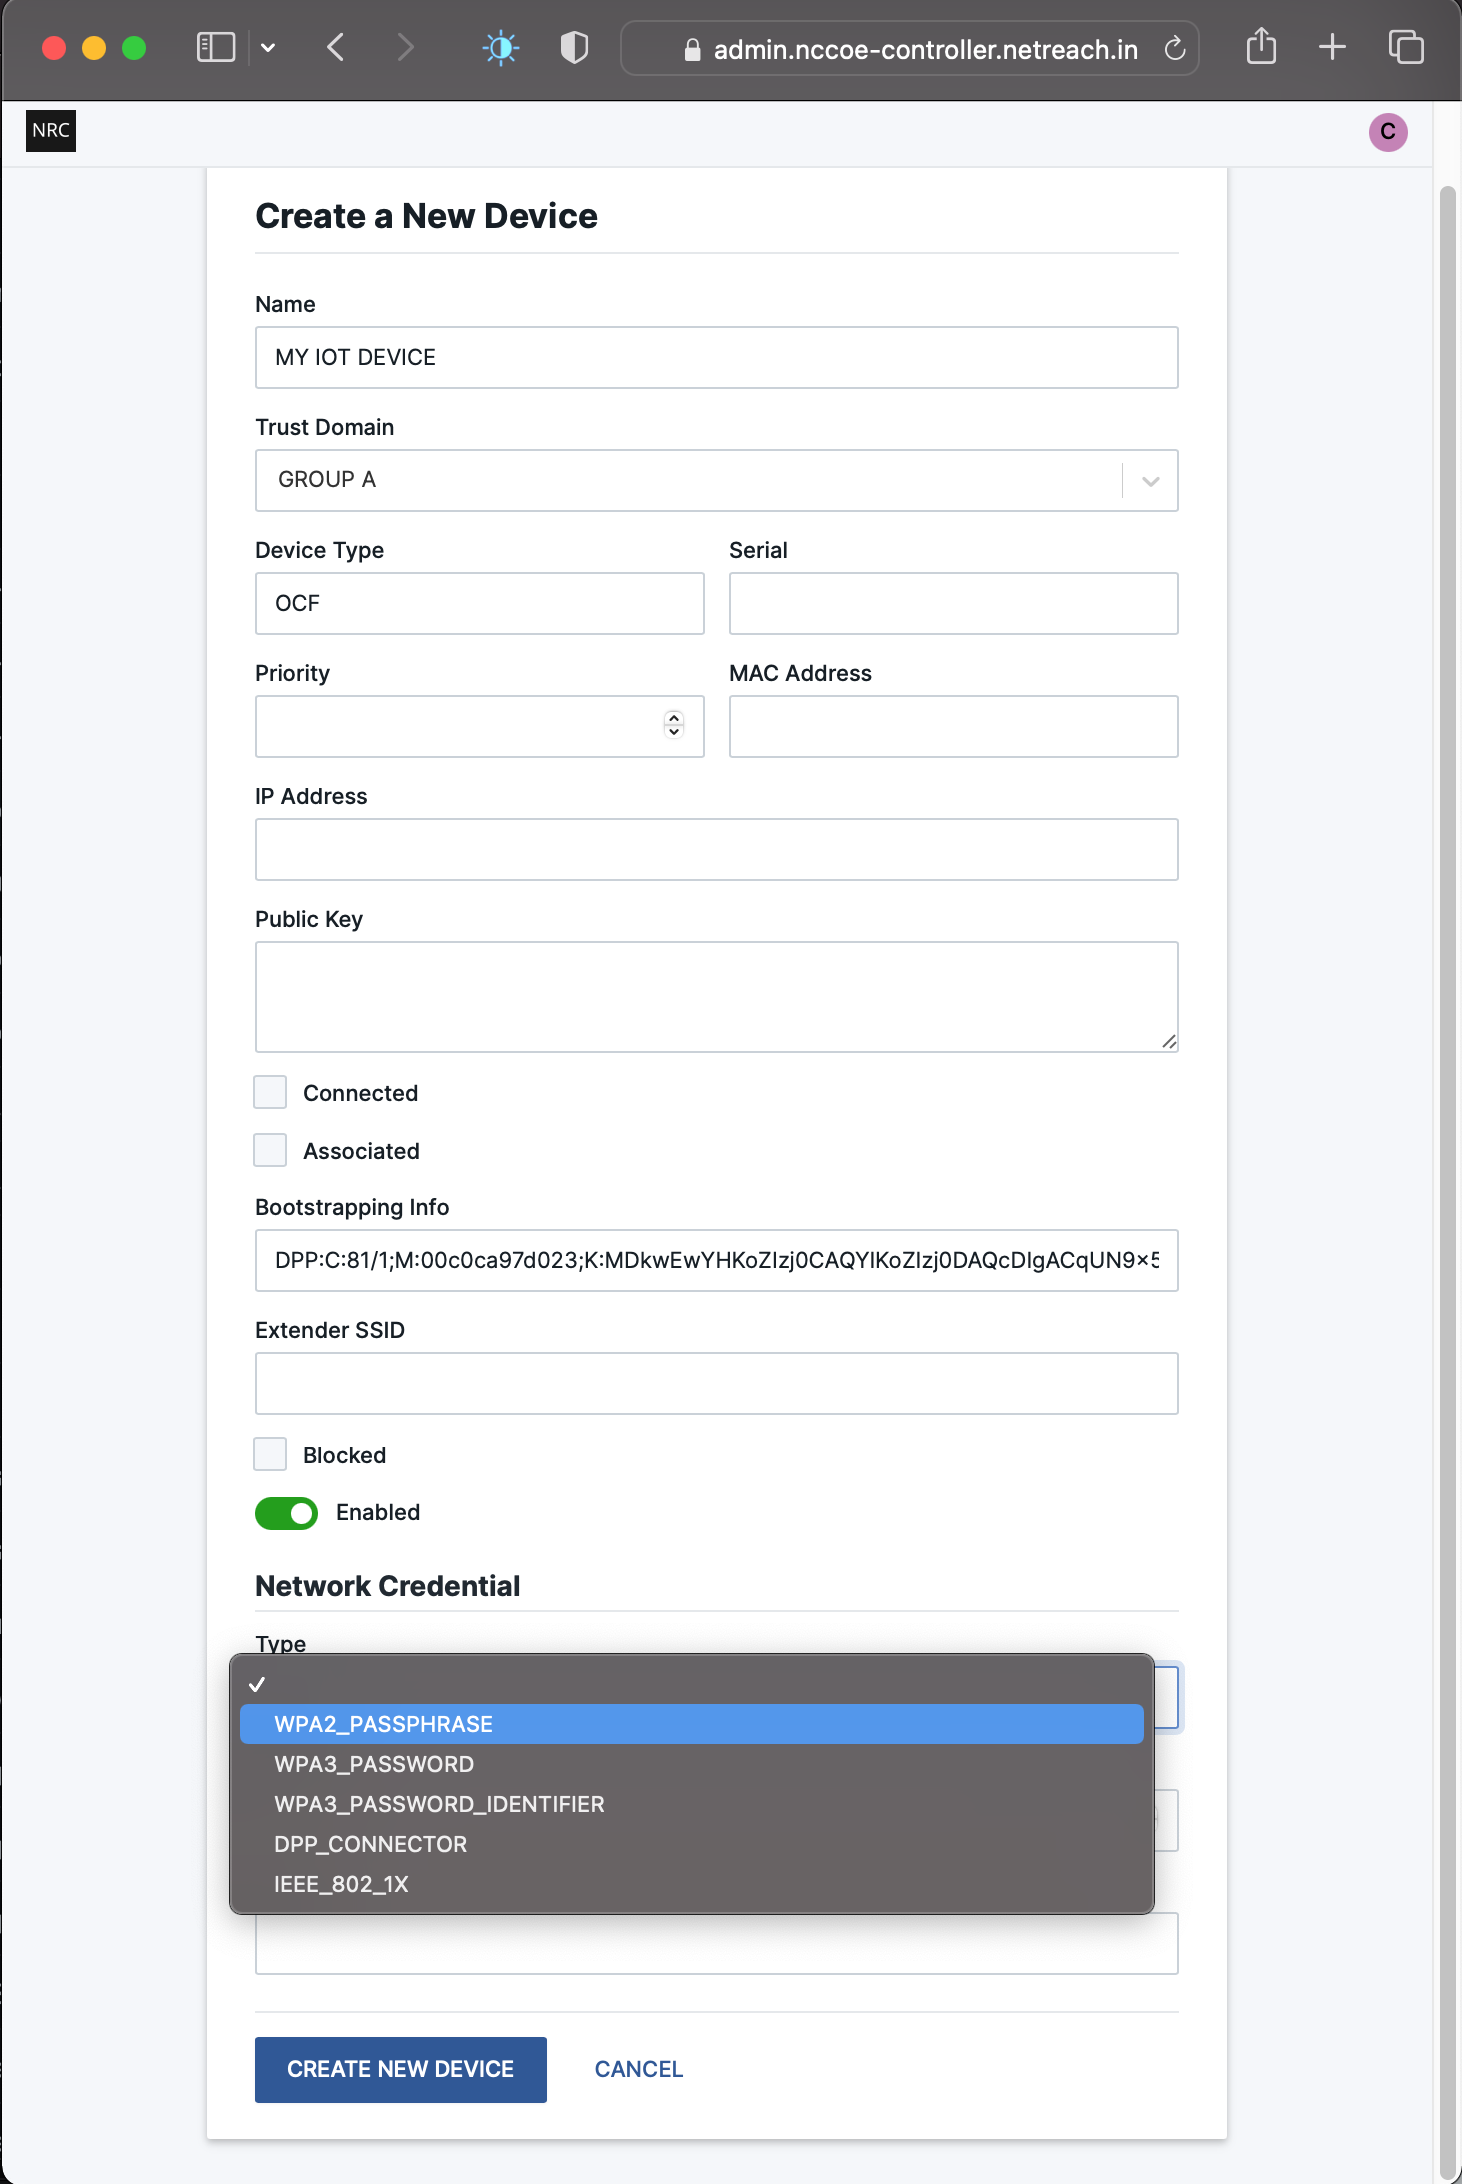 admin.nccoe-controller.netreach.in
NRC
C
Create a New Device
Name
MY IOT DEVICE
Trust Domain
GROUP A
Device Type
Serial
OCF
Priority
MAC Address
IP Address
Public Key
Connected
Associated
Bootstrapping Info
DPP:C:81/1;M:00c0ca97d023;K:MDkwEwYHKoZIzj0CAQYIKoZIzj0DAQcDIgACqUN9x5
Extender SSID
Blocked
Enabled
Network Credential
Type
WPA2_PASSPHRASE
WPA3_PASSWORD
WPA3_PASSWORD_IDENTIFIER
DPP_CONNECTOR
IEEE_802_1X
CREATE NEW DEVICE
CANCEL